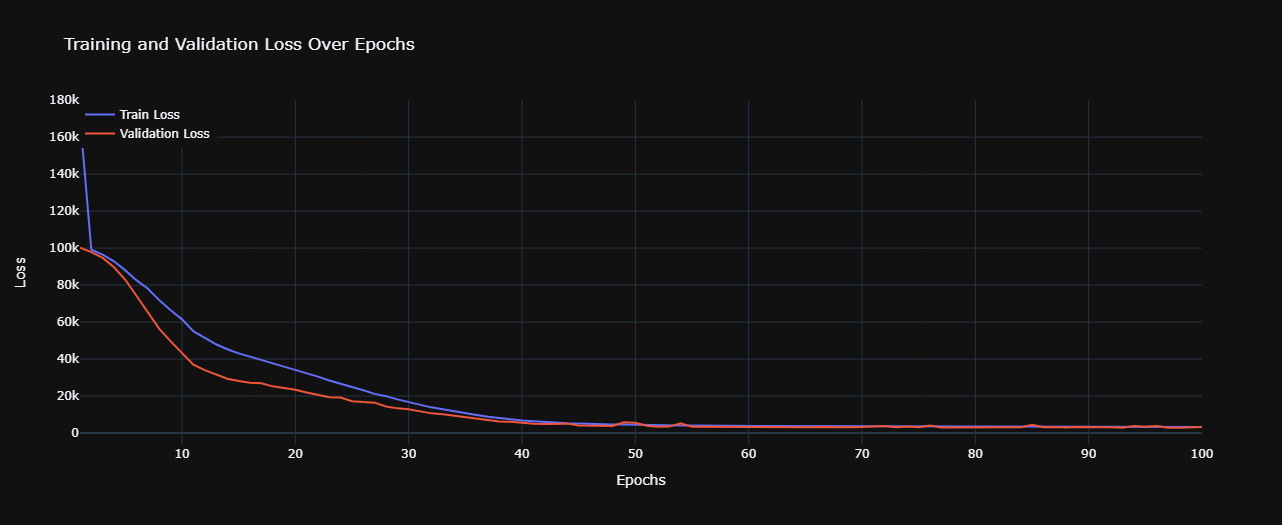 Training and Validation Loss Over Epochs
180k
160k
140k
120k
100k
80k
60k
40k
20k
0
Loss
Train Loss
Validation Loss
10 20 30 40 50 60 70 80 90 100
Epochs